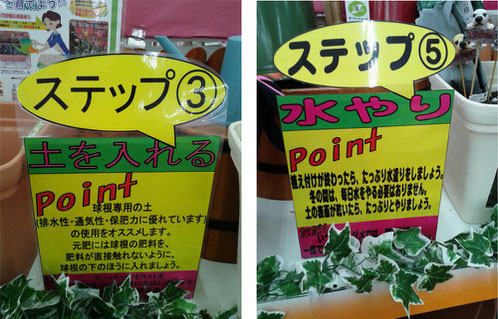 ステップ③
土を入れる
Point
球根専用の土
(排水性・通気性・保肥力に優れています)
の使用をオススメします。
元肥には球根の肥料を、
肥料が直接触れないように、
球根の下のほうに入れましょう。
ステップ⑤
水やり
Point
植え付けが終わったら、たっぷり水遣りをしましょう。
冬の間は、毎日水をやる必要はありません。
土の表面が乾いたら、たっぷりとやりましょう。